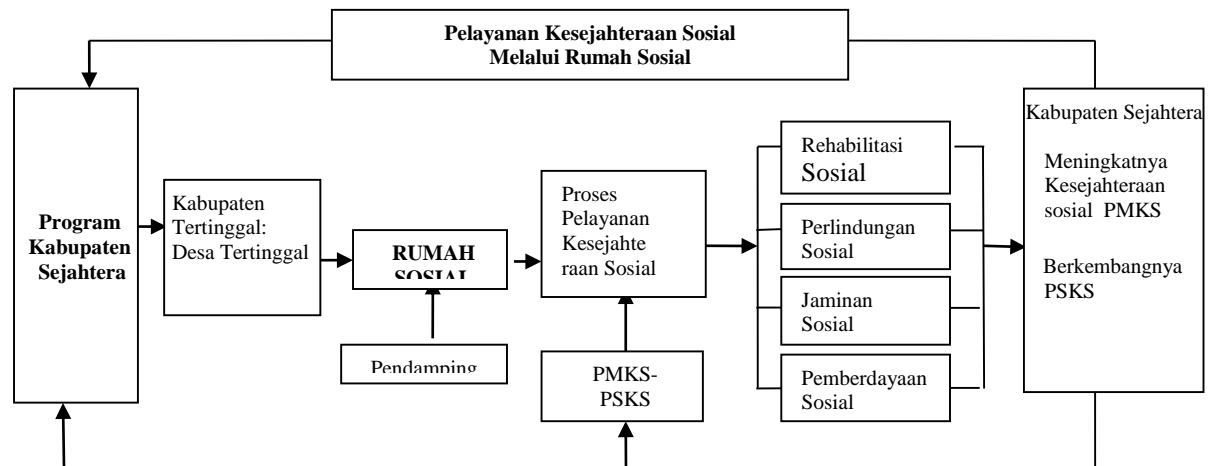 Pelayanan Kesejahteraan Sosial
Melalui Rumah Sosial
Program
Kabupaten
Sejahtera
Kabupaten
Tertinggal:
Desa Tertinggal
RUMAH
SOSIAL
Pendamping
Proses
Pelayanan
Kesejahte
raan Sosial
PMKS-
PSKS
Rehabilitasi
Sosial
Perlindungan
Sosial
Jaminan
Sosial
Pemberdayaan
Sosial
Kabupaten Sejahtera
Meningkatnya
Kesejahteraan
sosial PMKS
Berkembangnya
PSKS